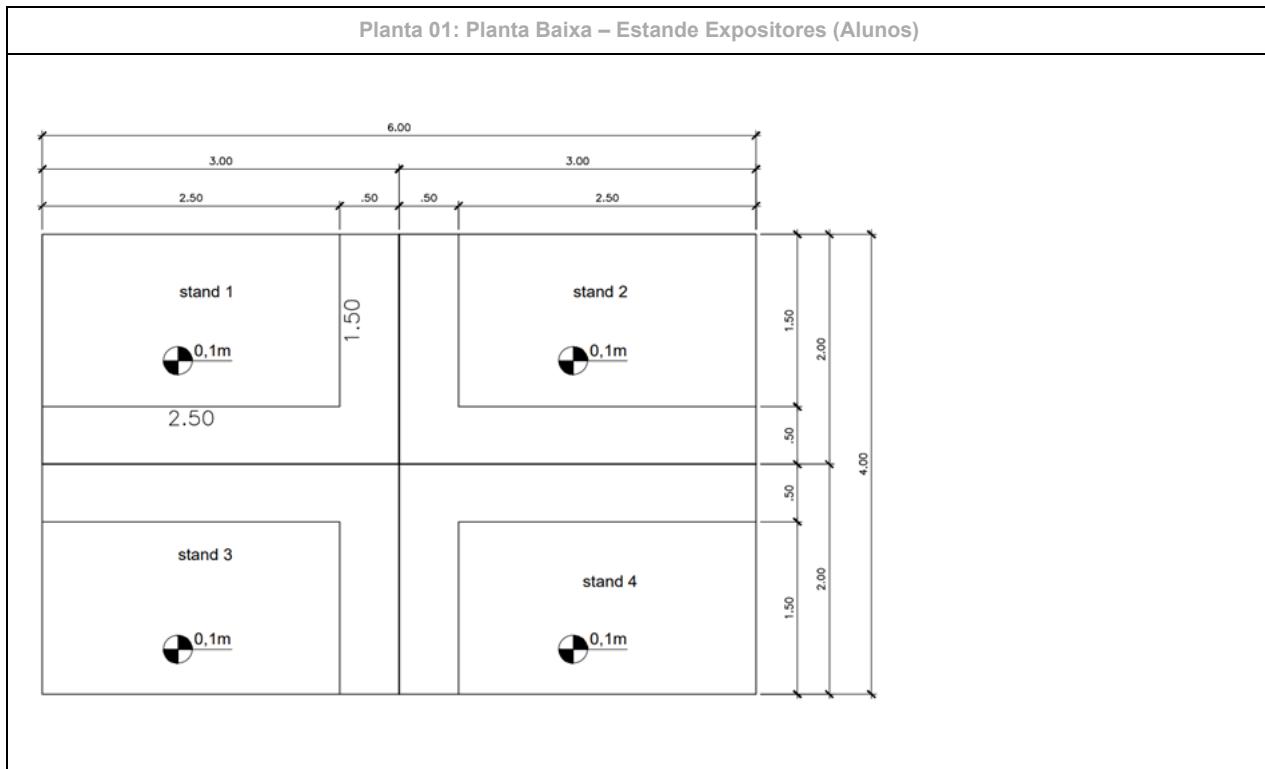 Planta 01: Planta Baixa – Estande Expositores (Alunos)
6.00
3.00 3.00
2.50 .50 .50 2.50
stand 1
stand 2
1.50
1.50
2.00
0,1m
0,1m
2.50
.50
4.00
.50
stand 3
stand 4
2.00
1.50
0,1m
0,1m